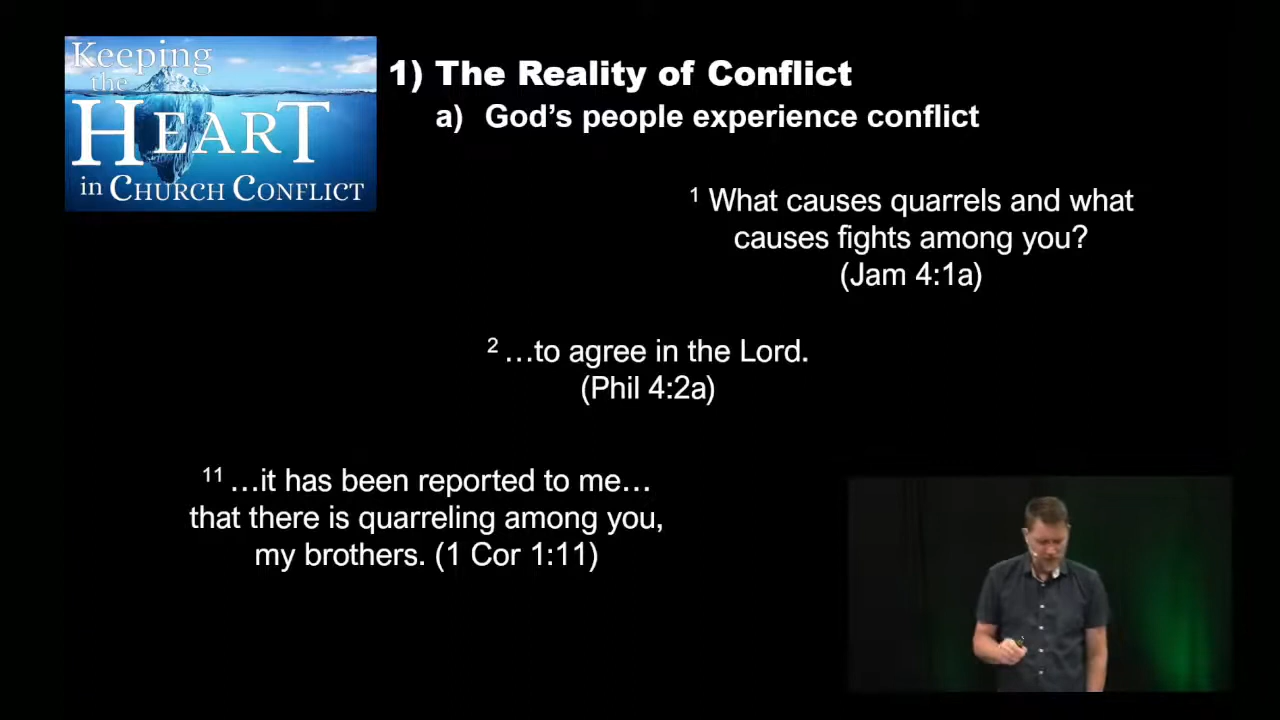 Keeping
the
HEART
in CHURCH CONFLICT
1) The Reality of Conflict
a) God’s people experience conflict
1 What causes quarrels and what
causes fights among you?
(Jam 4:1a)
2 …to agree in the Lord.
(Phil 4:2a)
11 …it has been reported to me…
that there is quarreling among you,
my brothers. (1 Cor 1:11)